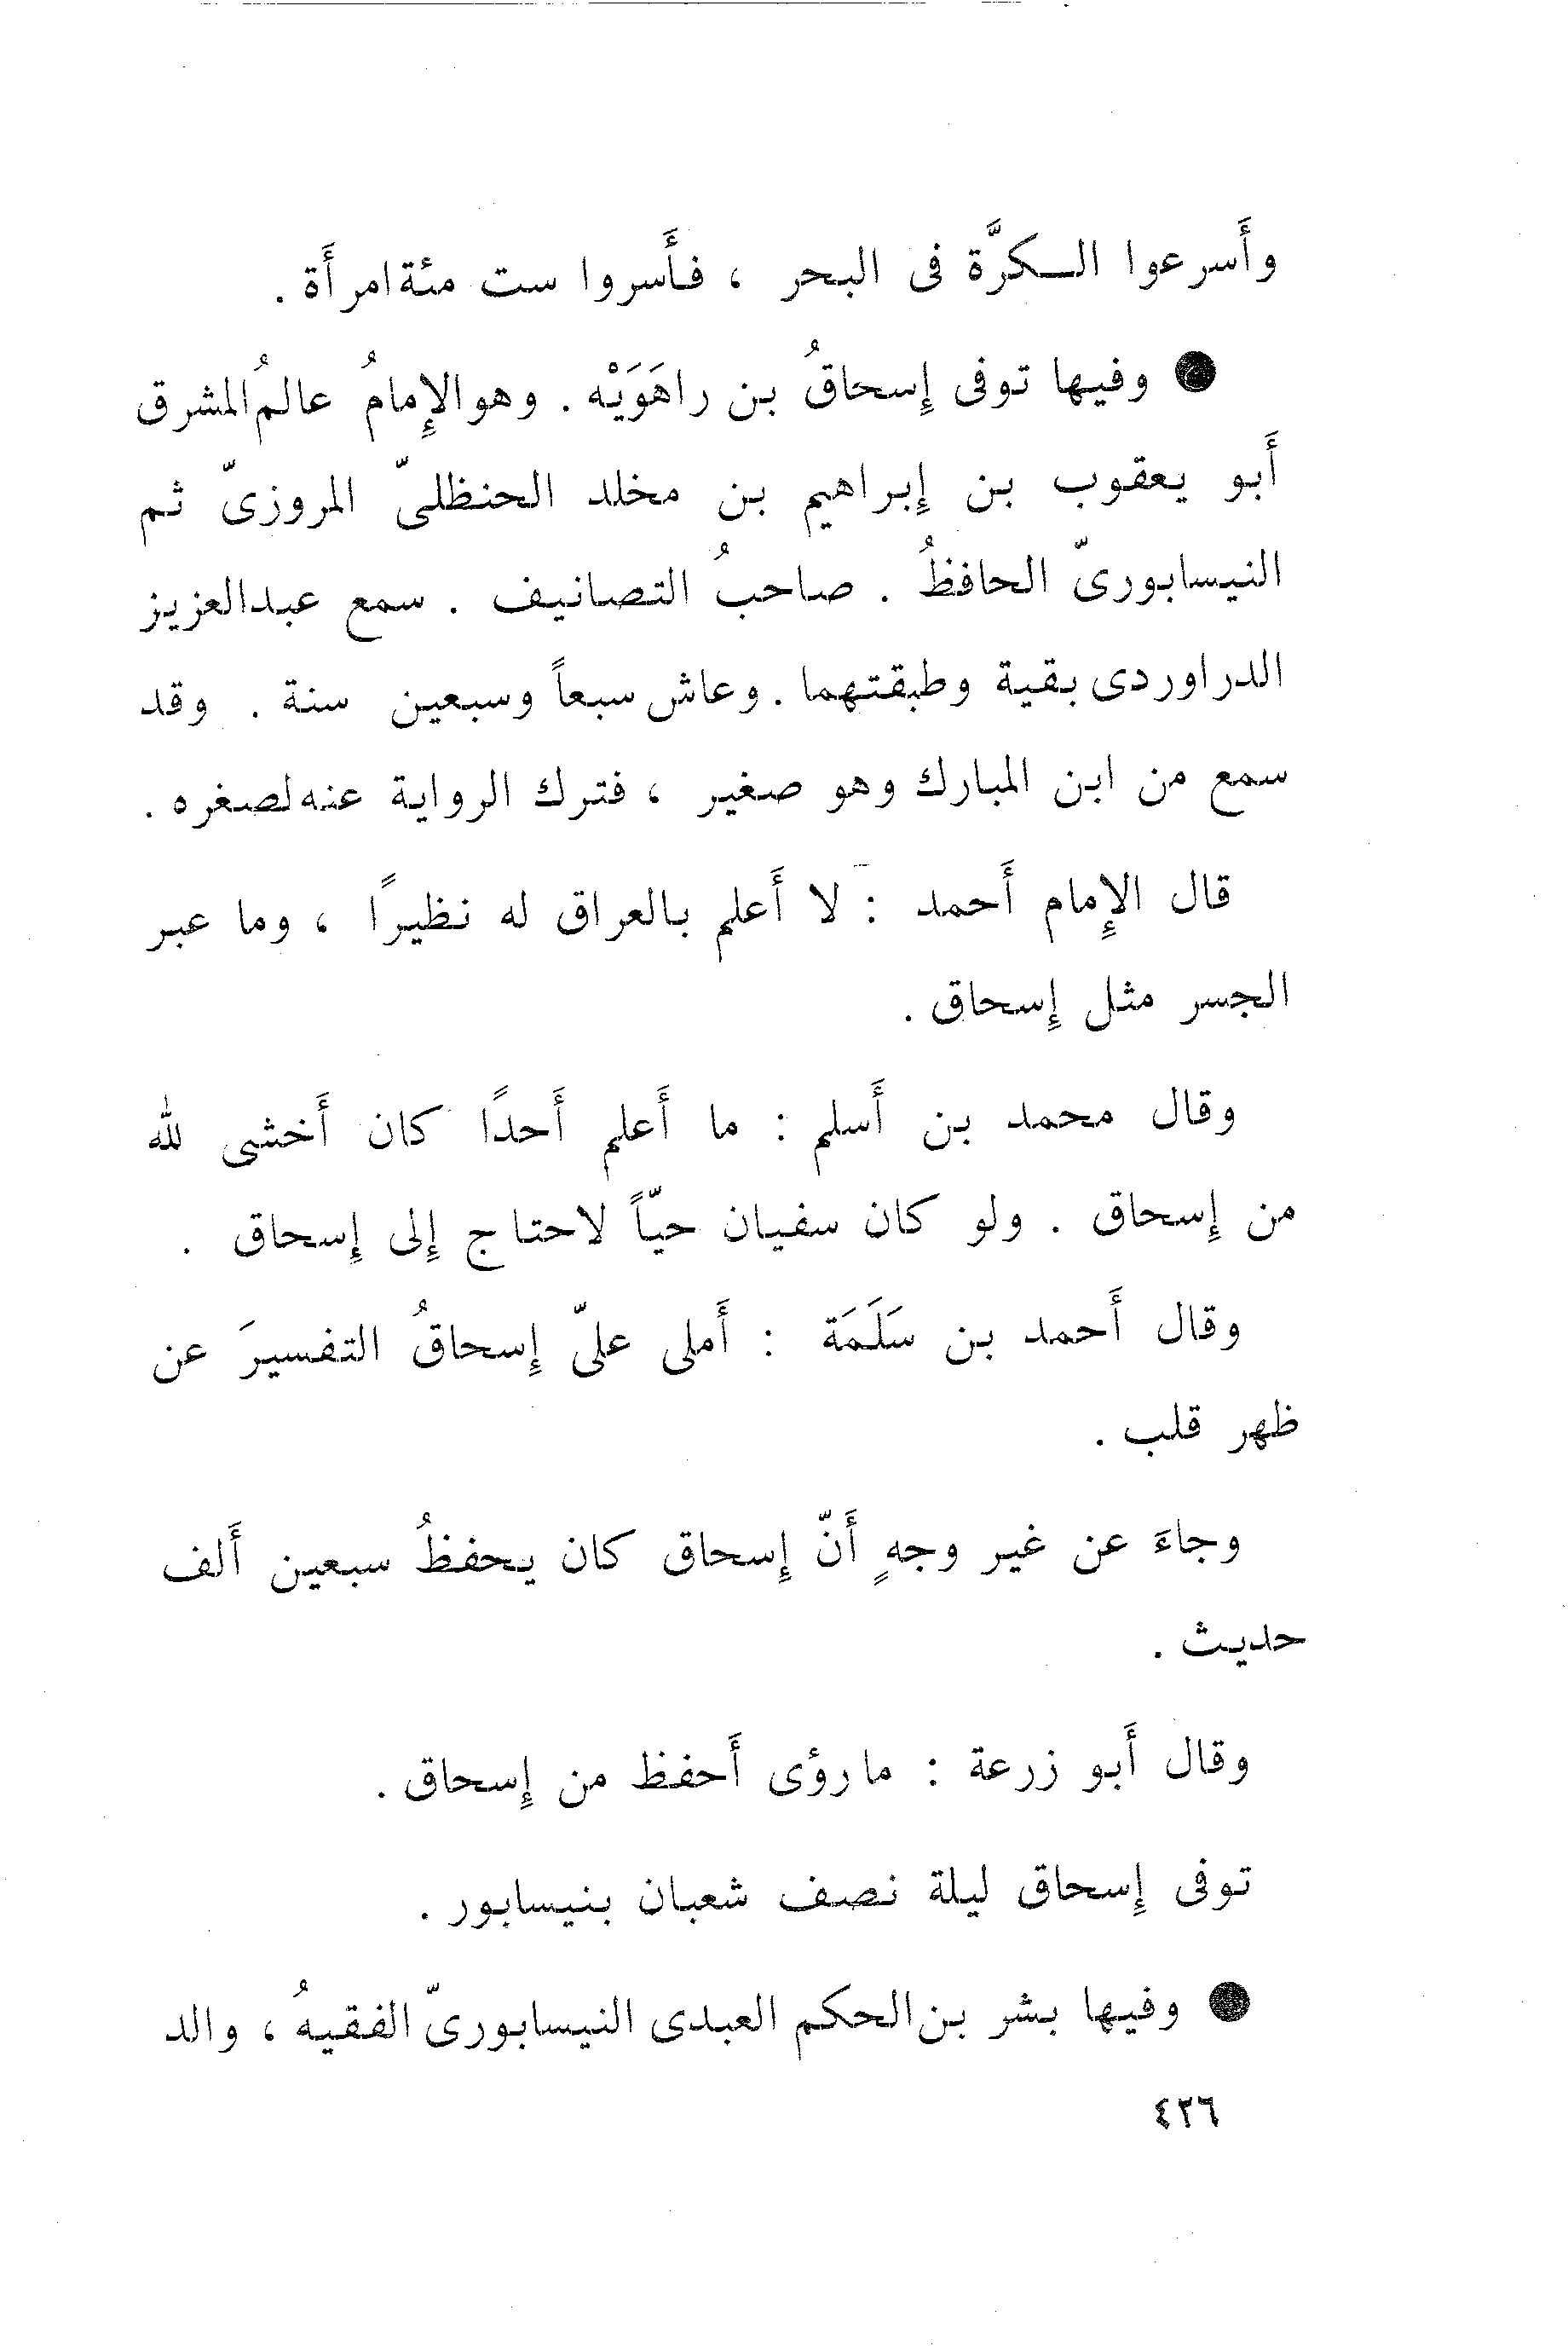 وأَسرعوا الـكرَّة فى البحر ، فأَسروا ست مئة امرأَة .
● وفيها توفى إِسحاقُ بن راهَوَيْه . وهو الإِمامُ عالمُ المشرق
أَبو يعقوب بن إِبراهيم بن مخلد الحنظلىّ المروزىّ ثم
النيسابورىّ الحافظُ . صاحبُ التصانيف . سمع عبدالعزيز
الدراوردى بقية وطبقتهما . وعاش سبعاً وسبعين سنة . وقد
سمع من ابن المبارك وهو صغير ، فترك الرواية عنه لصغره .
قال الإِمام أَحمد : لا أَعلم بالعراق له نظيرًا ، وما عبر
الجسر مثل إِسحاق .
وقال محمد بن أَسلم : ما أَعلم أَحدًا كان أَخشى لله
من إِسحاق . ولو كان سفيان حيّاً لاحتاج إِلى إِسحاق .
وقال أَحمد بن سَلَمَة : أَملى علىّ إِسحاقُ التفسيرَ عن
ظهر قلب .
وجاءَ عن غير وجهٍ أَنّ إِسحاق كان يحفظُ سبعين أَلف
حديث .
وقال أَبو زرعة : ما رؤى أَحفظ من إِسحاق .
توفى إِسحاق ليلة نصف شعبان بنيسابور .
● وفيها بشر بن الحكم العبدى النيسابورىّ الفقيهُ ، والد
٤٢٦